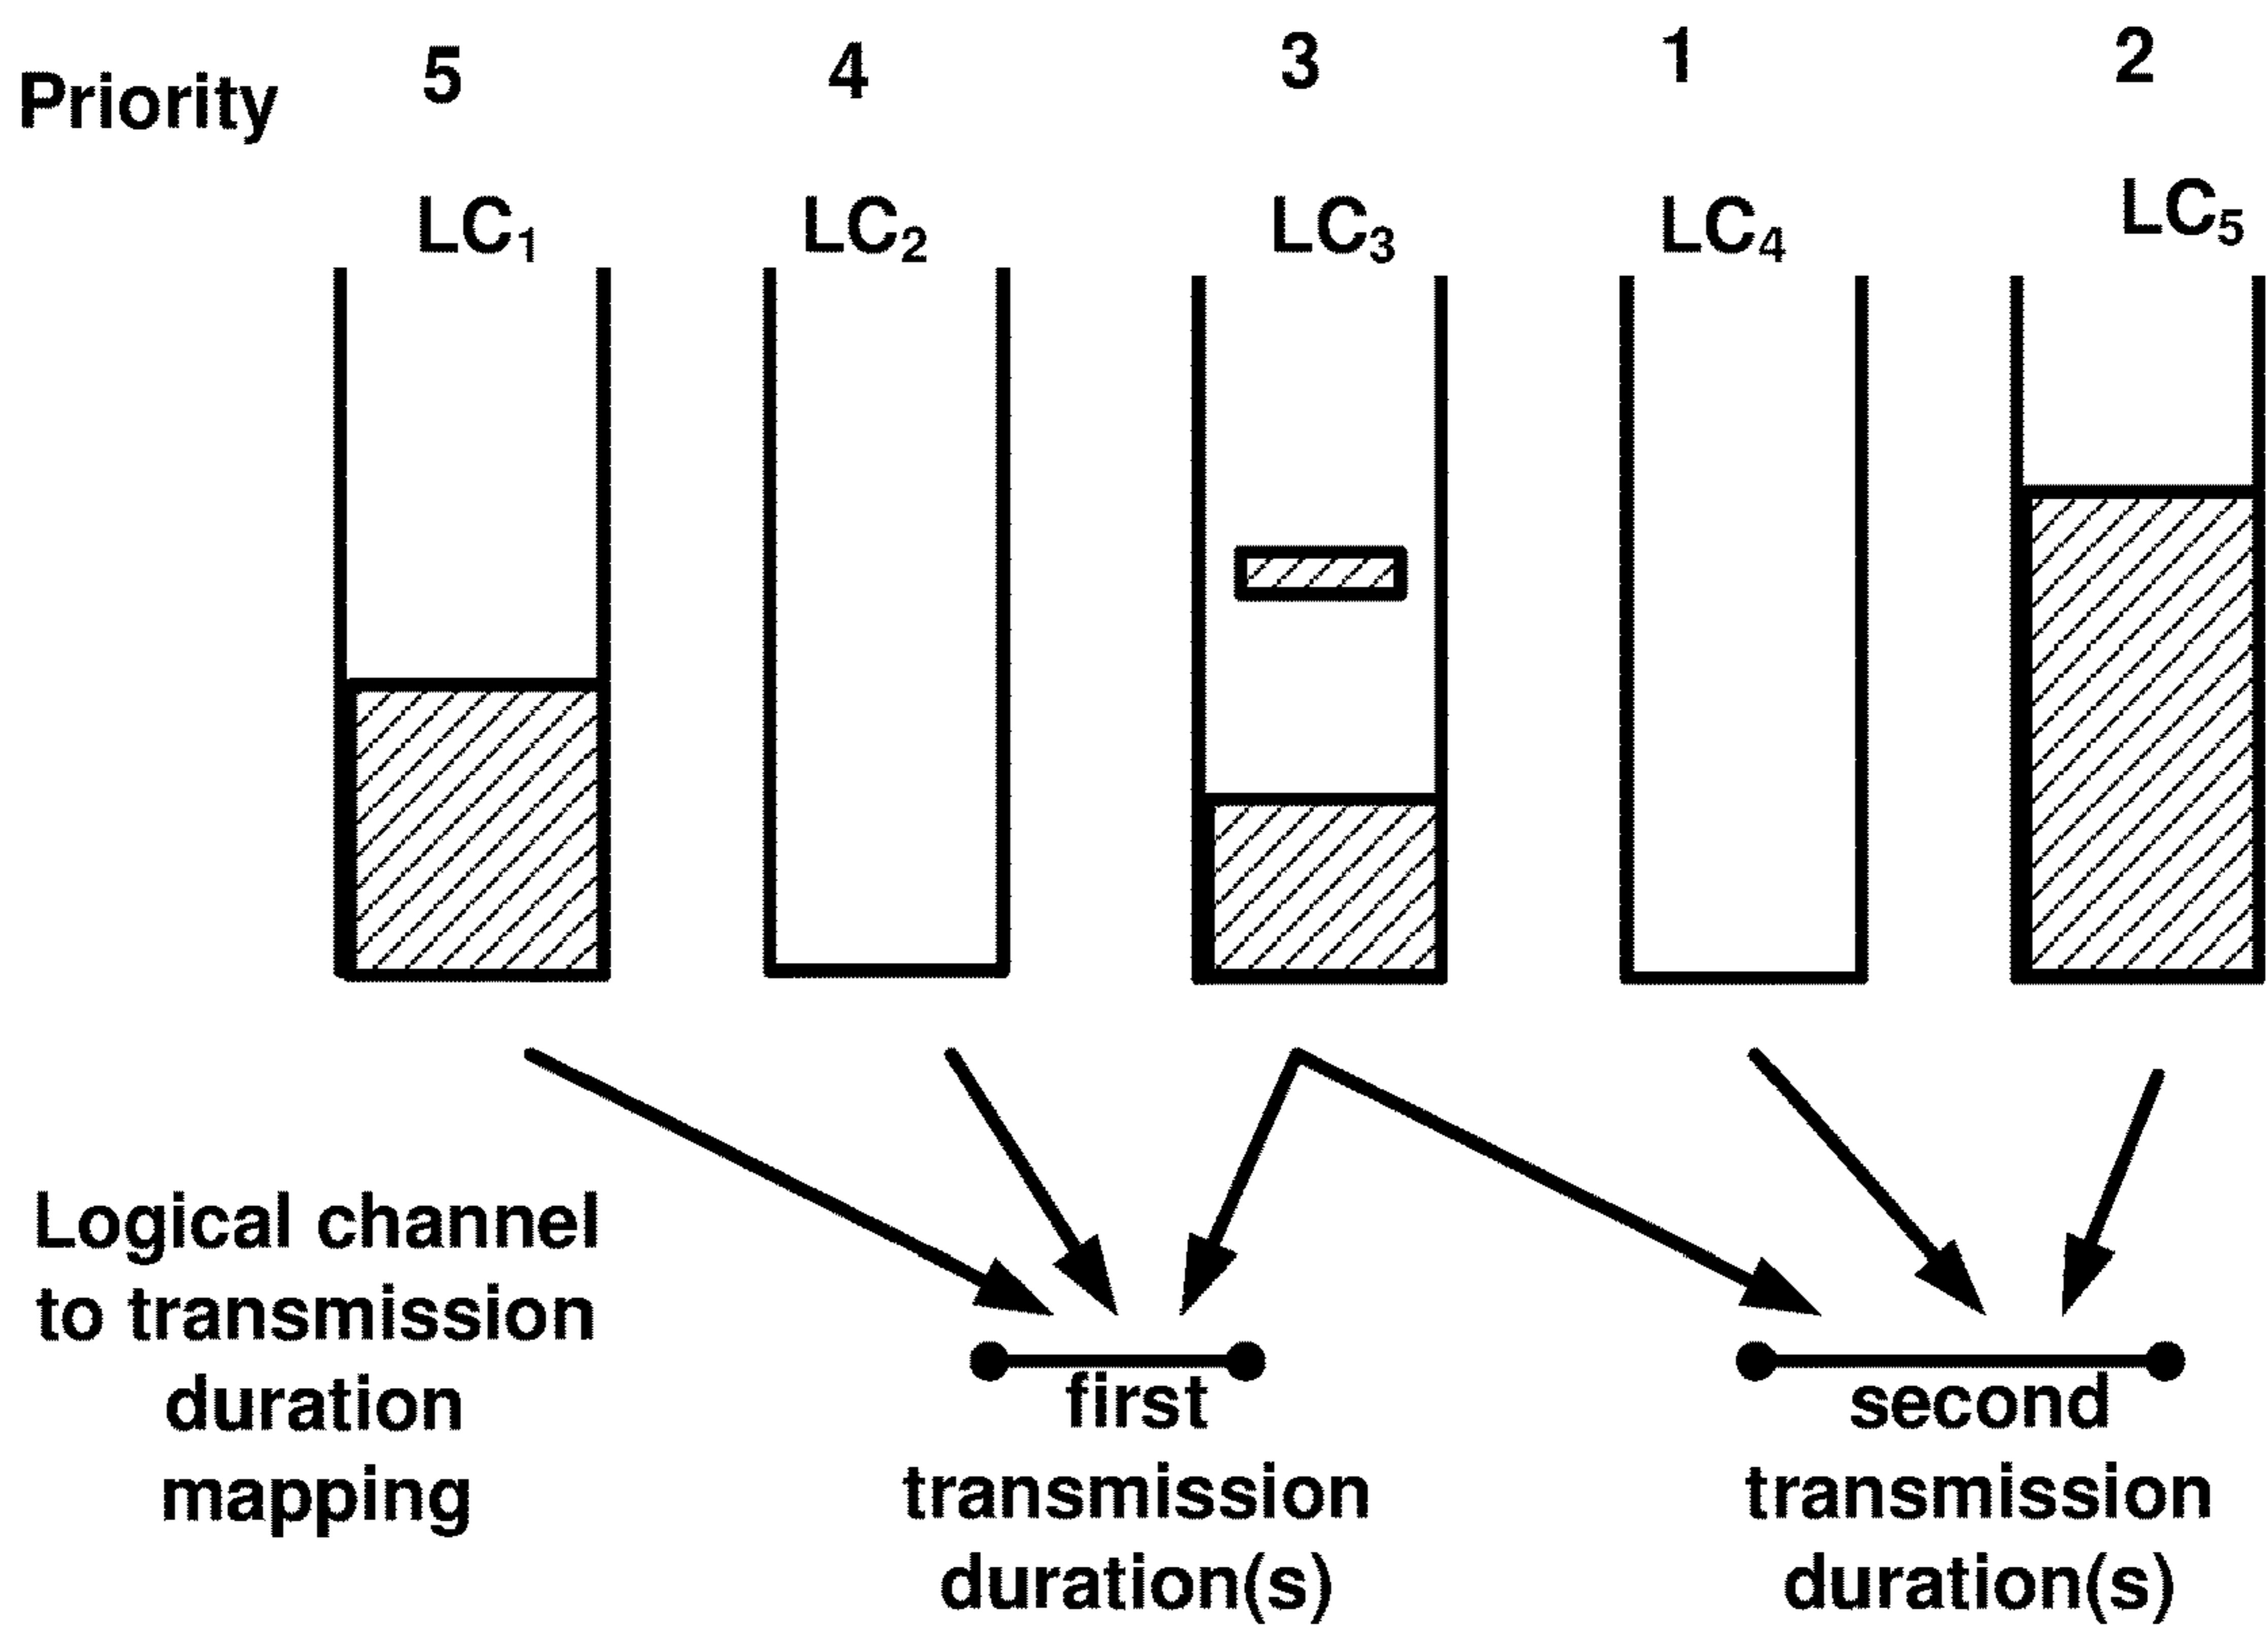 Priority 5 4 3 1 2
LC1 LC2 LC3 LC4 LC5
Logical channel
to transmission
duration
mapping
first
transmission
duration(s)
second
transmission
duration(s)